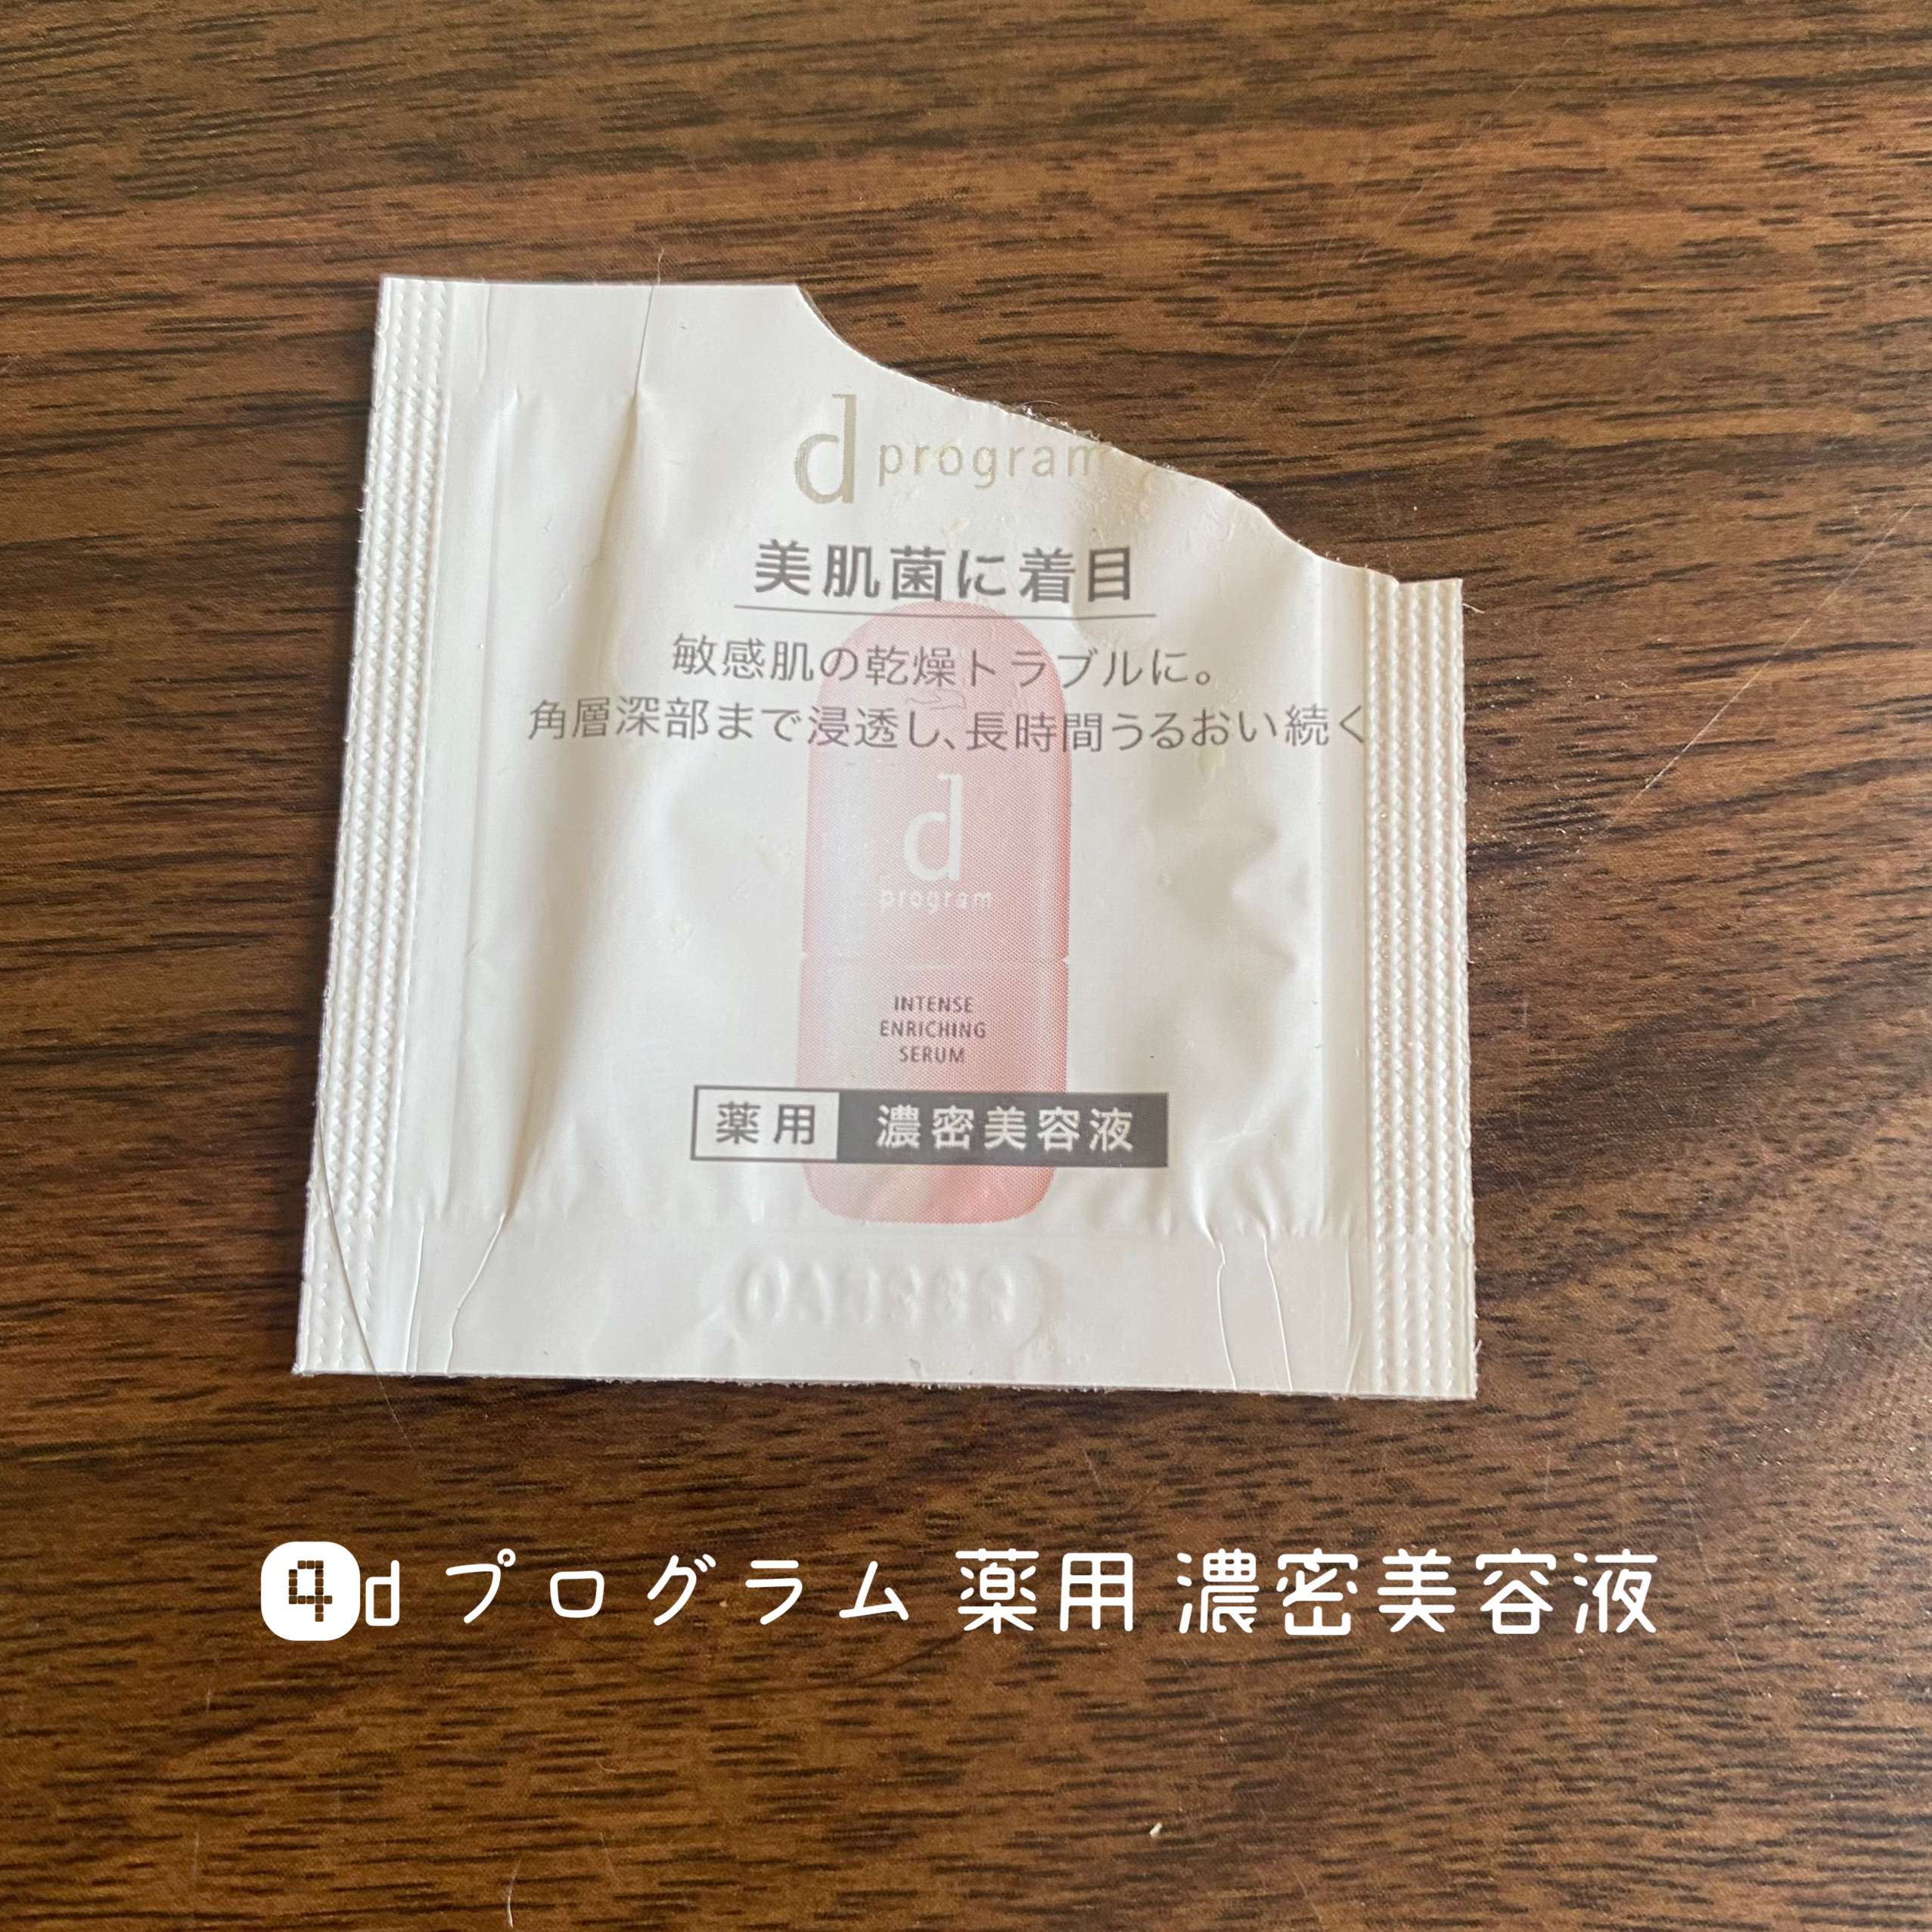 d program
美肌菌に着目
敏感肌の乾燥トラブルに。
角層深部まで浸透し、長時間うるおい続く
d
program
INTENSE
ENRICHING
SERUM
薬用 濃密美容液
4d プログラム 薬用 濃密美容液